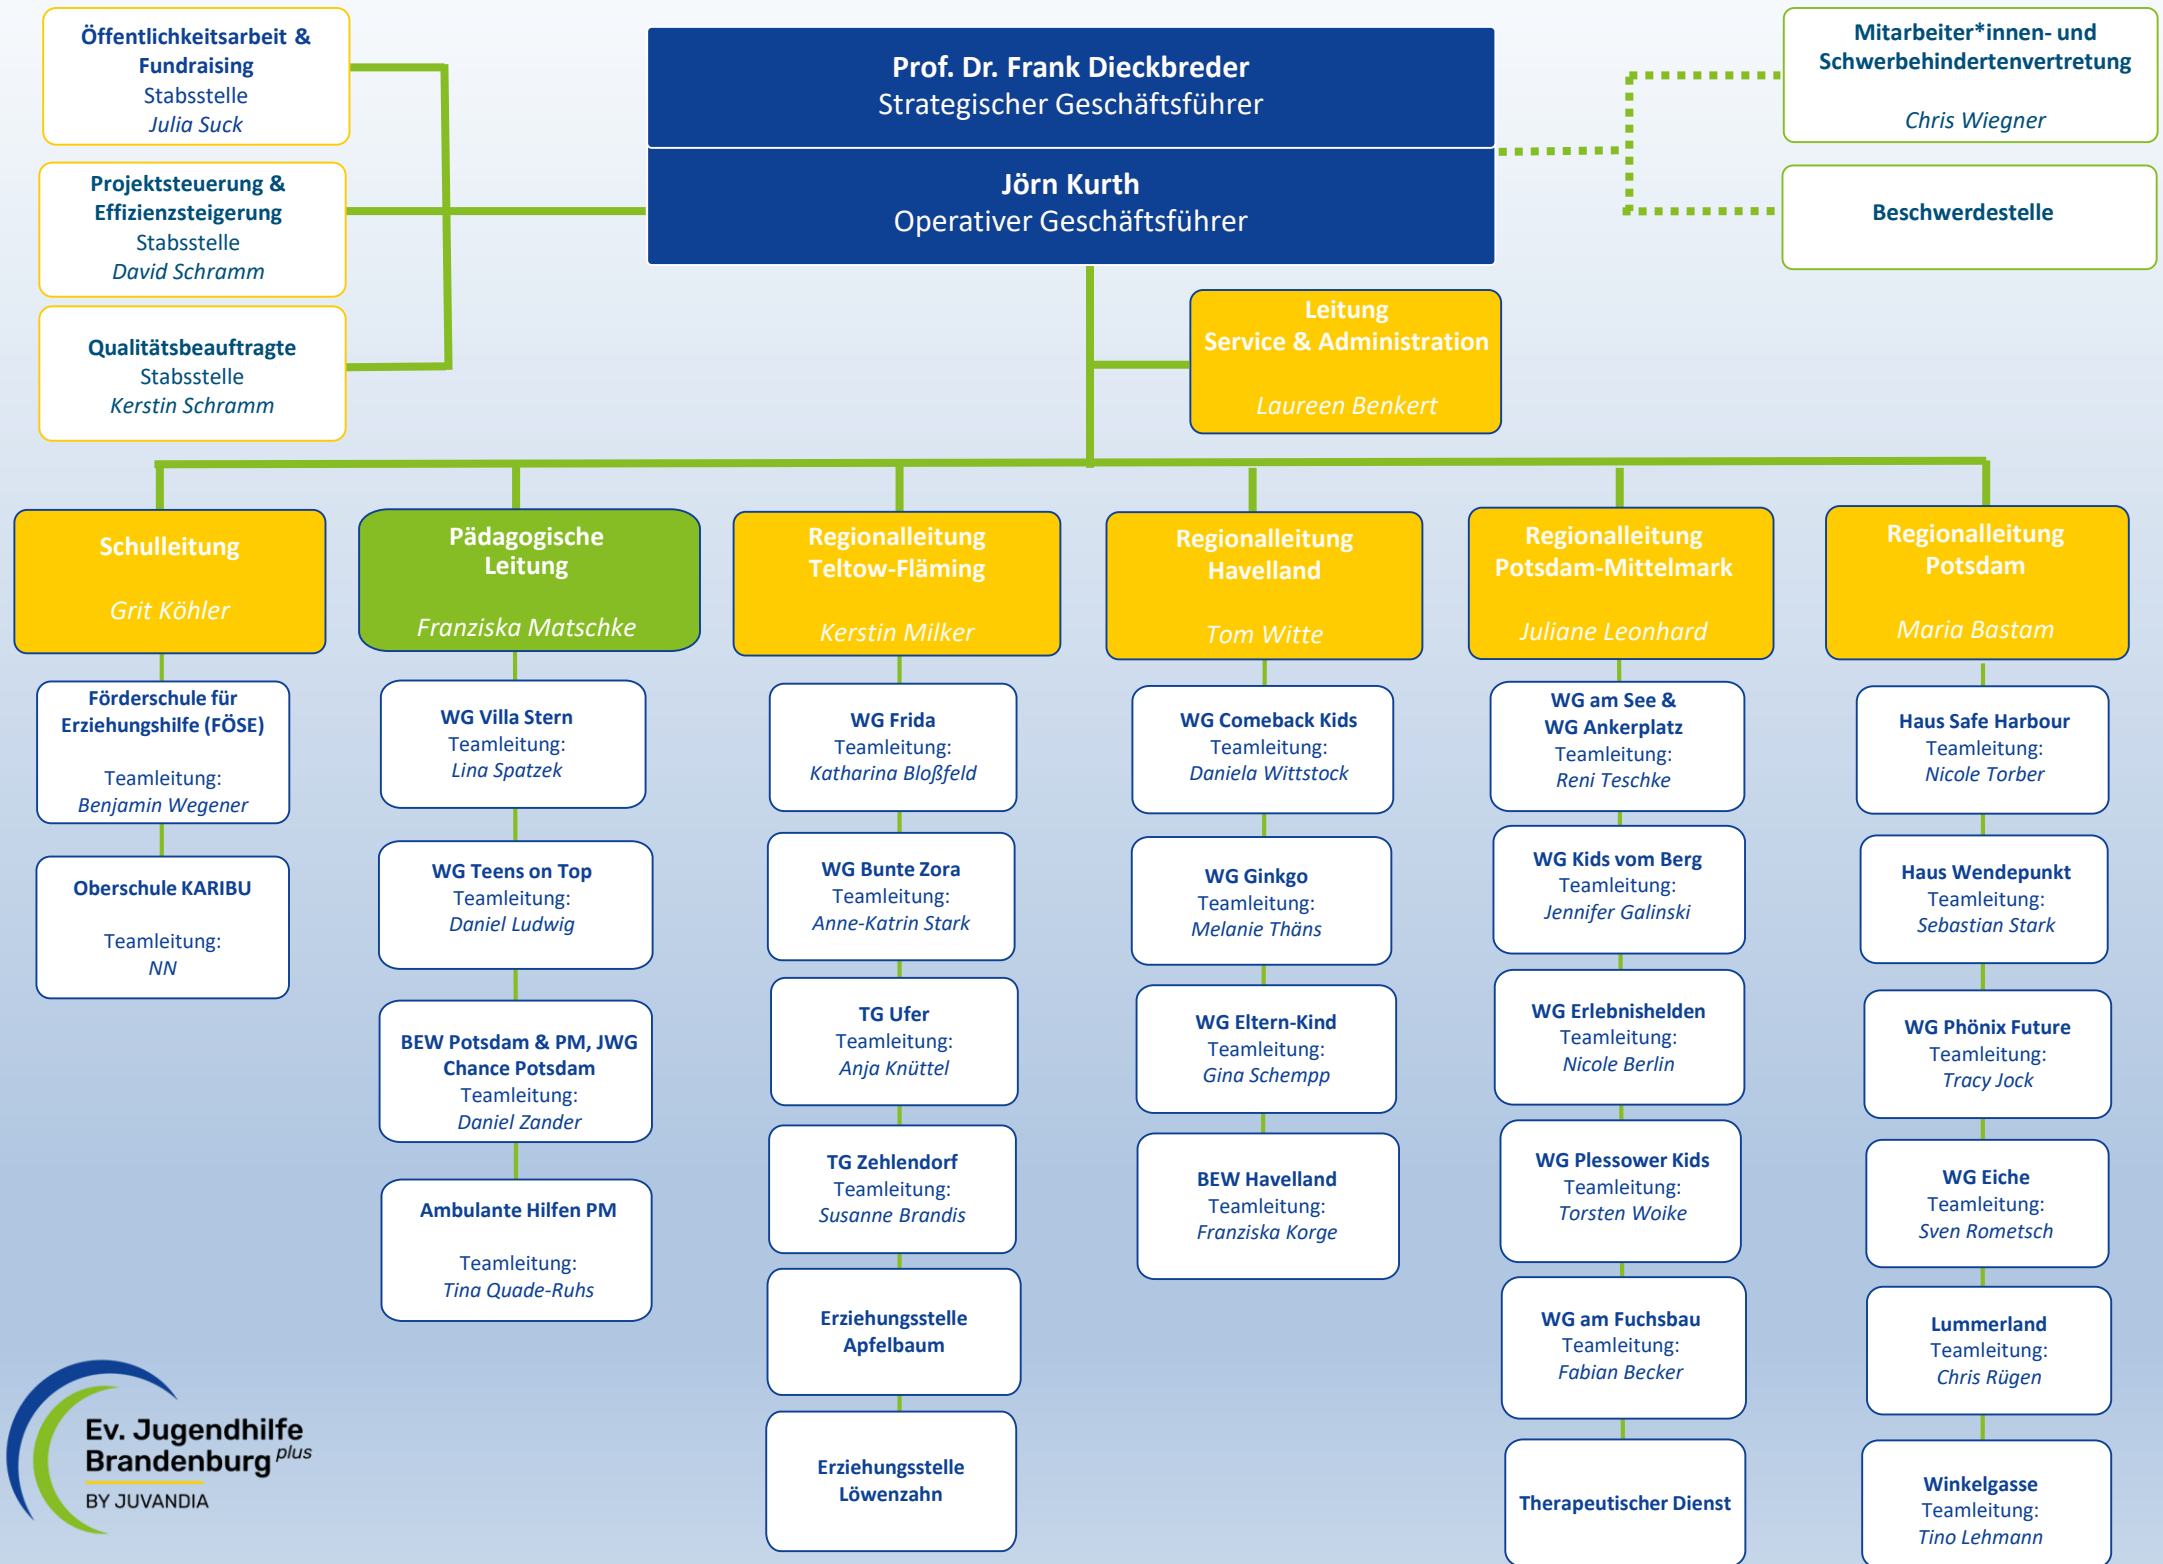 Öffentlichkeitsarbeit &
Fundraising
Stabsstelle
Julia Suck
Projektsteuerung &
Effizienzsteigerung
Stabsstelle
David Schramm
Qualitätsbeauftragte
Stabsstelle
Kerstin Schramm
Prof. Dr. Frank Dieckbreder
Strategischer Geschäftsführer
Jörn Kurth
Operativer Geschäftsführer
Mitarbeiter*innen- und
Schwerbehindertenvertretung
Chris Wiegner
Beschwerdestelle
Leitung
Service & Administration
Laureen Benkert
Schulleitung
Grit Köhler
Förderschule für
Erziehungshilfe (FÖSE)
Teamleitung:
Benjamin Wegener
Oberschule KARIBU
Teamleitung:
NN
Pädagogische
Leitung
Franziska Matschke
WG Villa Stern
Teamleitung:
Lina Spatzek
WG Teens on Top
Teamleitung:
Daniel Ludwig
BEW Potsdam & PM, JWG
Chance Potsdam
Teamleitung:
Daniel Zander
Ambulante Hilfen PM
Teamleitung:
Tina Quade-Ruhs
Regionalleitung
Teltow-Fläming
Kerstin Milker
WG Frida
Teamleitung:
Katharina Bloßfeld
WG Bunte Zora
Teamleitung:
Anne-Katrin Stark
TG Ufer
Teamleitung:
Anja Knüttel
TG Zehlendorf
Teamleitung:
Susanne Brandis
Erziehungsstelle
Apfelbaum
Erziehungsstelle
Löwenzahn
Regionalleitung
Havelland
Tom Witte
WG Comeback Kids
Teamleitung:
Daniela Wittstock
WG Ginkgo
Teamleitung:
Melanie Thäns
WG Eltern-Kind
Teamleitung:
Gina Schempp
BEW Havelland
Teamleitung:
Franziska Korge
Regionalleitung
Potsdam-Mittelmark
Juliane Leonhard
WG am See &
WG Ankerplatz
Teamleitung:
Reni Teschke
WG Kids vom Berg
Teamleitung:
Jennifer Galinski
WG Erlebnishelden
Teamleitung:
Nicole Berlin
WG Plessower Kids
Teamleitung:
Torsten Woike
WG am Fuchsbau
Teamleitung:
Fabian Becker
Therapeutischer Dienst
Regionalleitung
Potsdam
Maria Bastam
Haus Safe Harbour
Teamleitung:
Nicole Torber
Haus Wendepunkt
Teamleitung:
Sebastian Stark
WG Phönix Future
Teamleitung:
Tracy Jock
WG Eiche
Teamleitung:
Sven Rometsch
Lummerland
Teamleitung:
Chris Rügen
Winkelgasse
Teamleitung:
Tino Lehmann
Ev. Jugendhilfe
Brandenburg plus
BY JUVANDIA